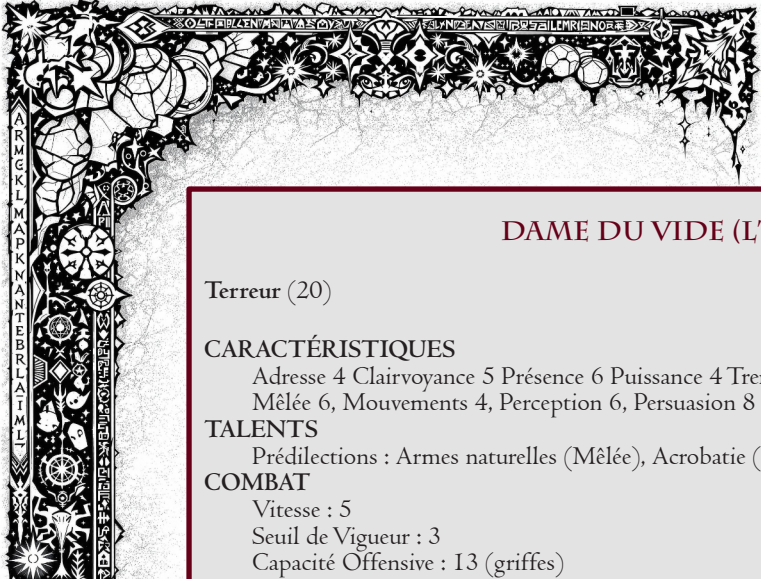 DAME DU VIDE (L'
Terreur (20)
CARACTÉRISTIQUES
Adresse 4 Clairvoyance 5 Présence 6 Puissance 4 Tre
Mêlée 6, Mouvements 4, Perception 6, Persuasion 8
TALENTS
Prédilections : Armes naturelles (Mêlée), Acrobatie (
COMBAT
Vitesse : 5
Seuil de Vigueur : 3
Capacité Offensive : 13 (griffes)